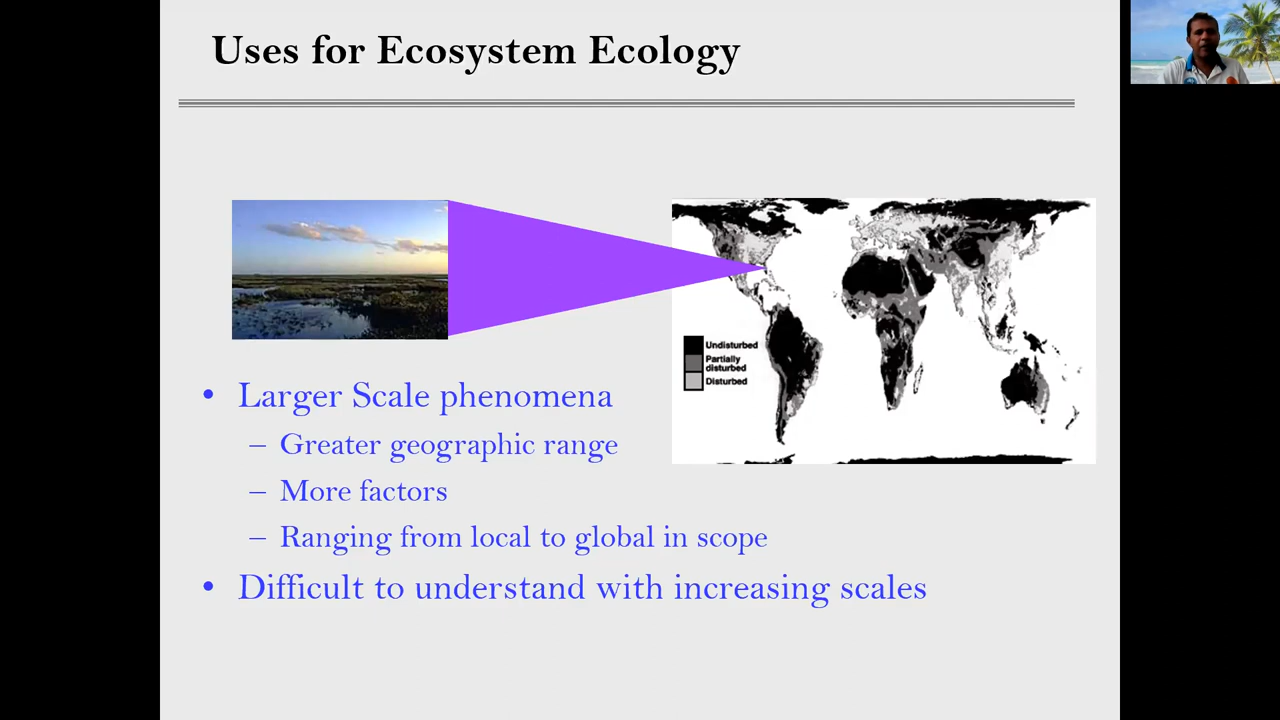 Uses for Ecosystem Ecology
Undisturbed
Partially
disturbed
Disturbed
• Larger Scale phenomena
– Greater geographic range
– More factors
– Ranging from local to global in scope
• Difficult to understand with increasing scales